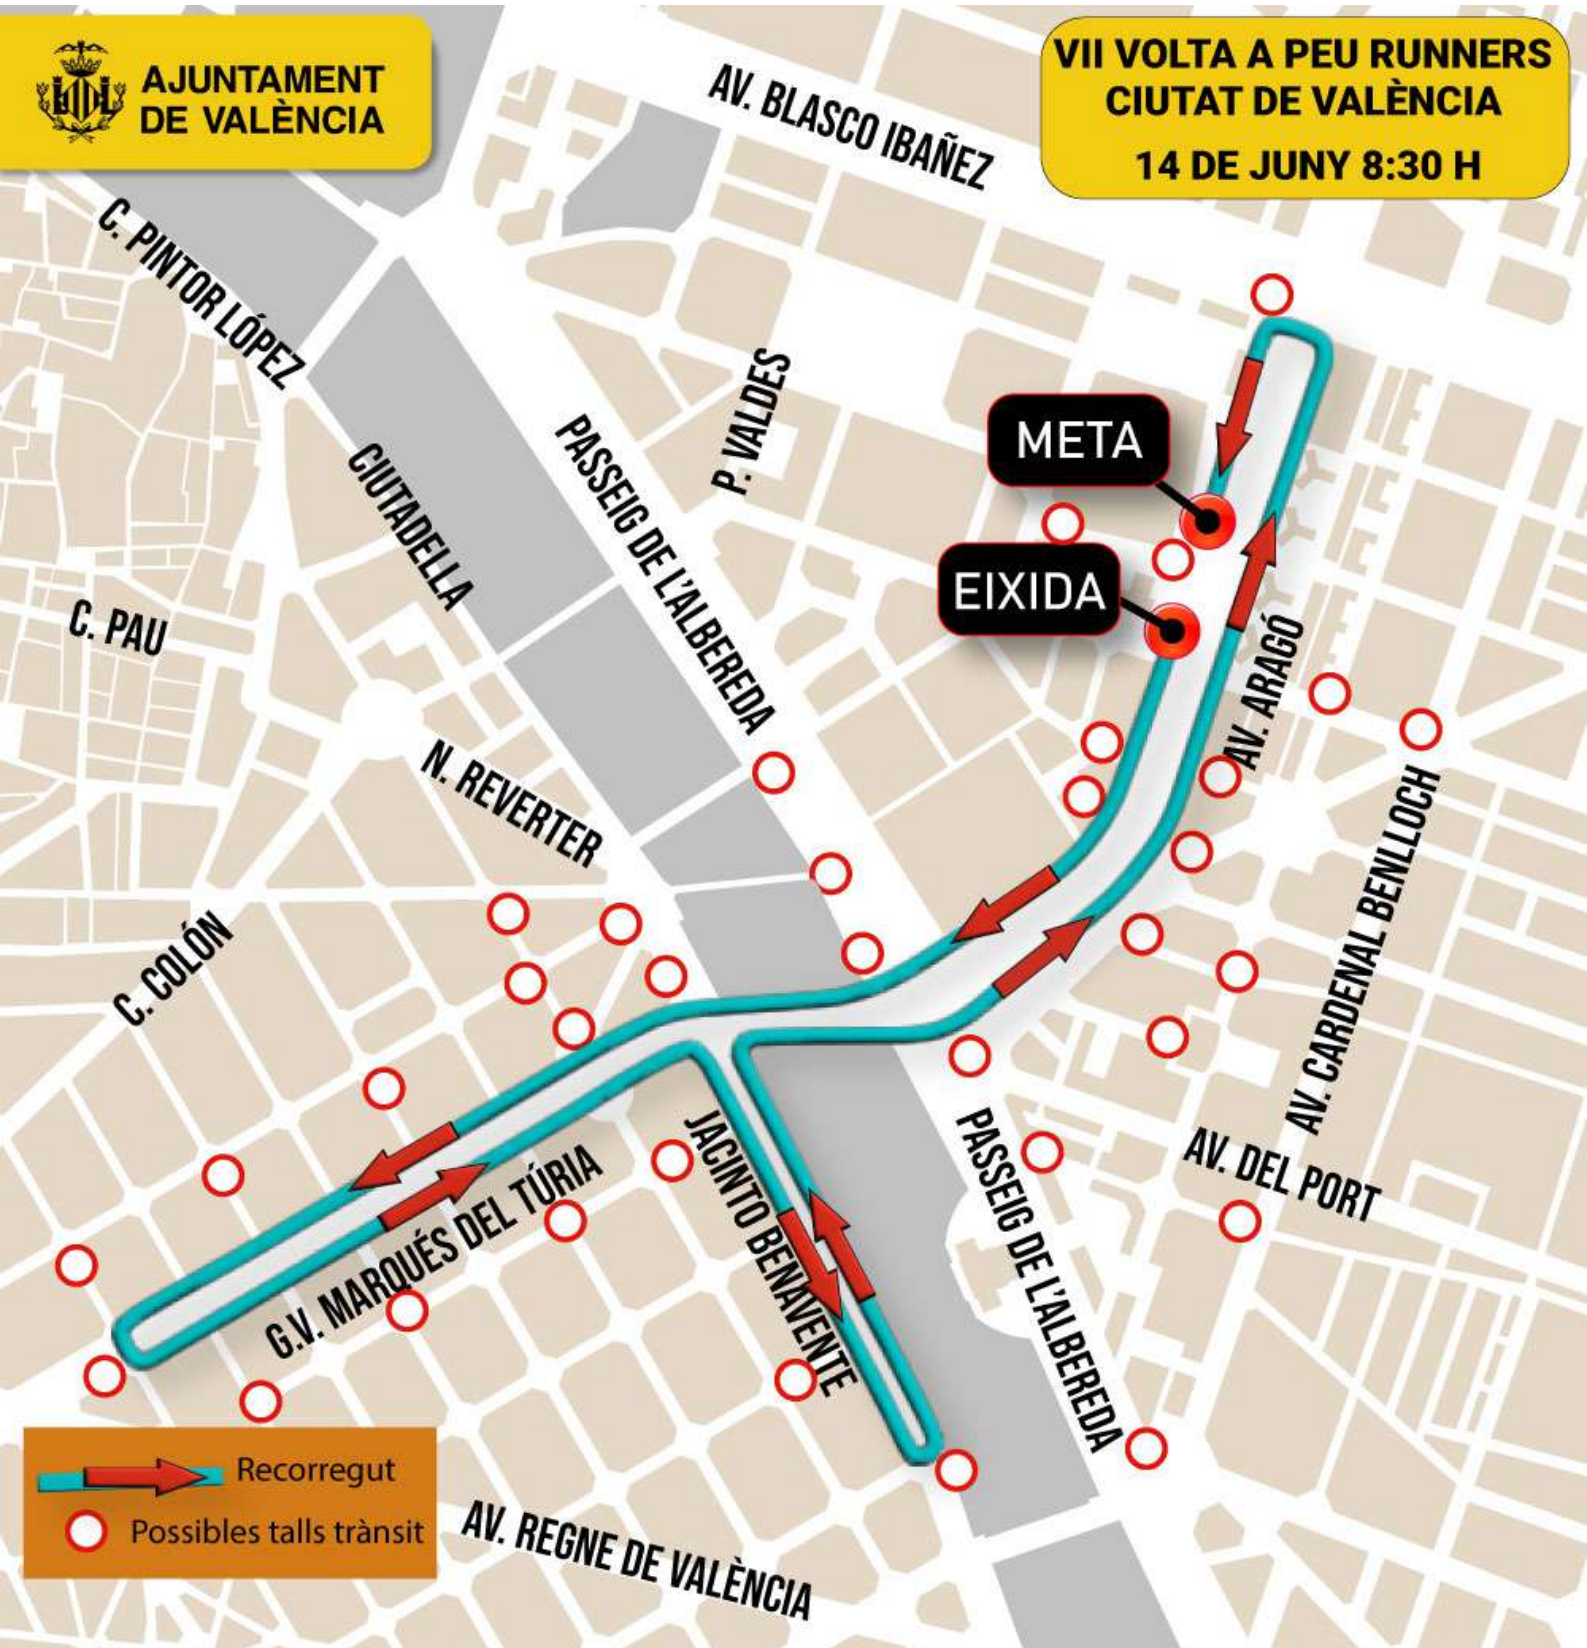 AJUNTAMENT
DE VALÈNCIA
VII VOLTA A PEU RUNNERS
CIUTAT DE VALÈNCIA
14 DE JUNY 8:30 H
AV. BLASCO IBAÑEZ
C. PINTOR LÓPEZ
P. VALDES
META
PASSEIG DE L'ALBEREDA
CIUTADELLA
EIXIDA
C. PAU
AV. ARAGÓ
N. REVERTER
AV. CARDENAL BENLLOCH
C. COLÓN
JACINTO BENAVENTE
PASSEIG DE L'ALBEREDA
AV. DEL PORT
G.V. MARQUÉS DEL TÚRIA
Recorregut
Possibles talls trànsit
AV. REGNE DE VALÈNCIA